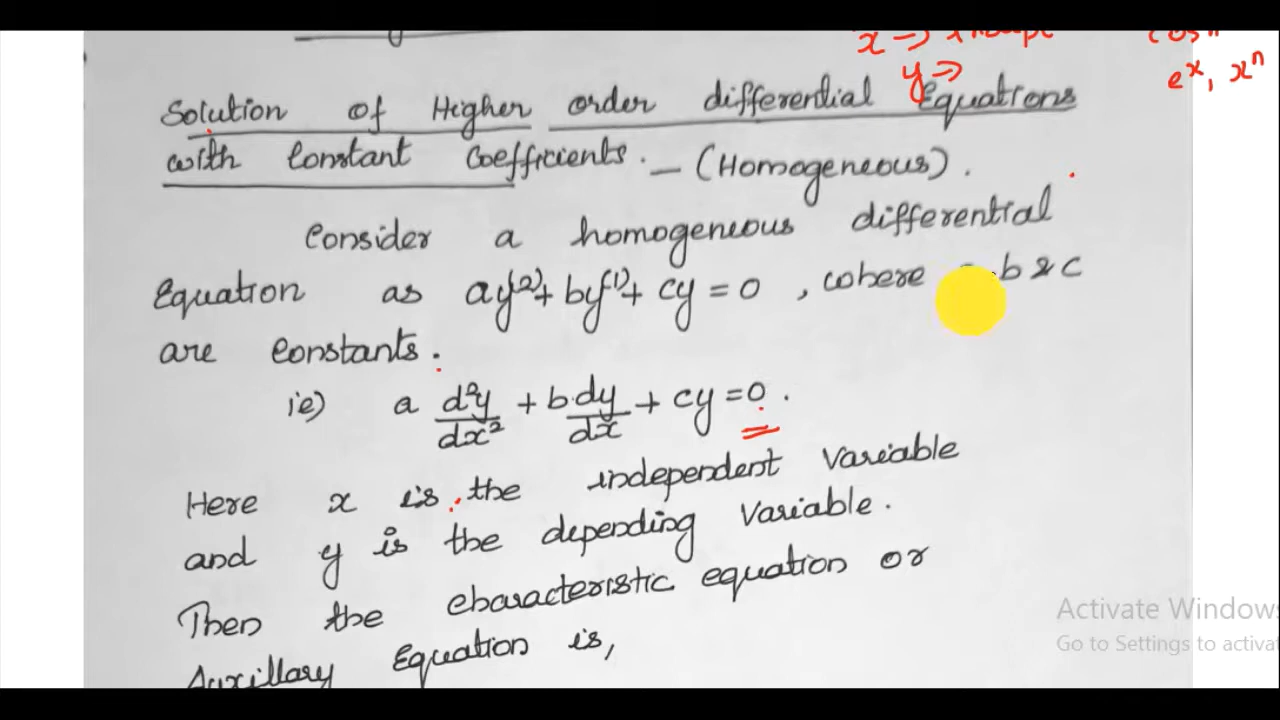 x →
cos
y →
eˣ, xⁿ
Solution of Higher order differential Equations
with Constant Coefficients. — (Homogeneous).
Consider a homogeneous differential
Equation as ay⁽²⁾ + by⁽¹⁾ + cy = 0, where b & c
are Constants.
ie) a d²y/dx² + b.dy/dx + cy = 0.
Here x is the independent variable
and y is the depending variable.
Then the characteristic equation or
Auxillary Equation is,
Activate Windows
Go to Settings to activa